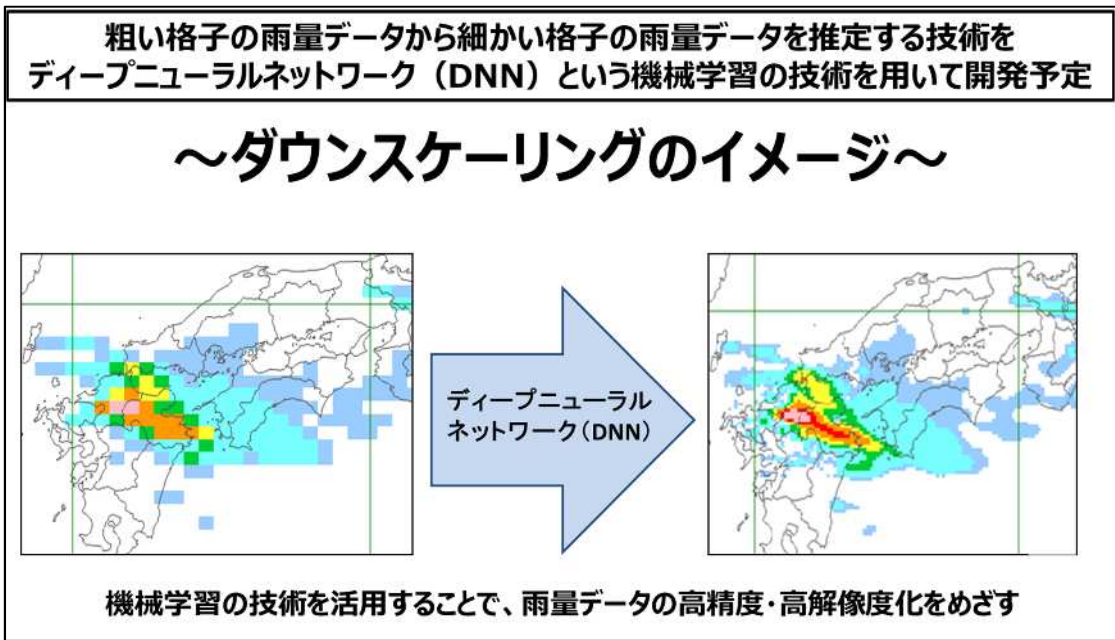 粗い格子の雨量データから細かい格子の雨量データを推定する技術を
ディープニューラルネットワーク（DNN）という機械学習の技術を用いて開発予定
～ダウンスケーリングのイメージ～
ディープニューラル
ネットワーク（DNN）
機械学習の技術を活用することで、雨量データの高精度・高解像度化をめざす